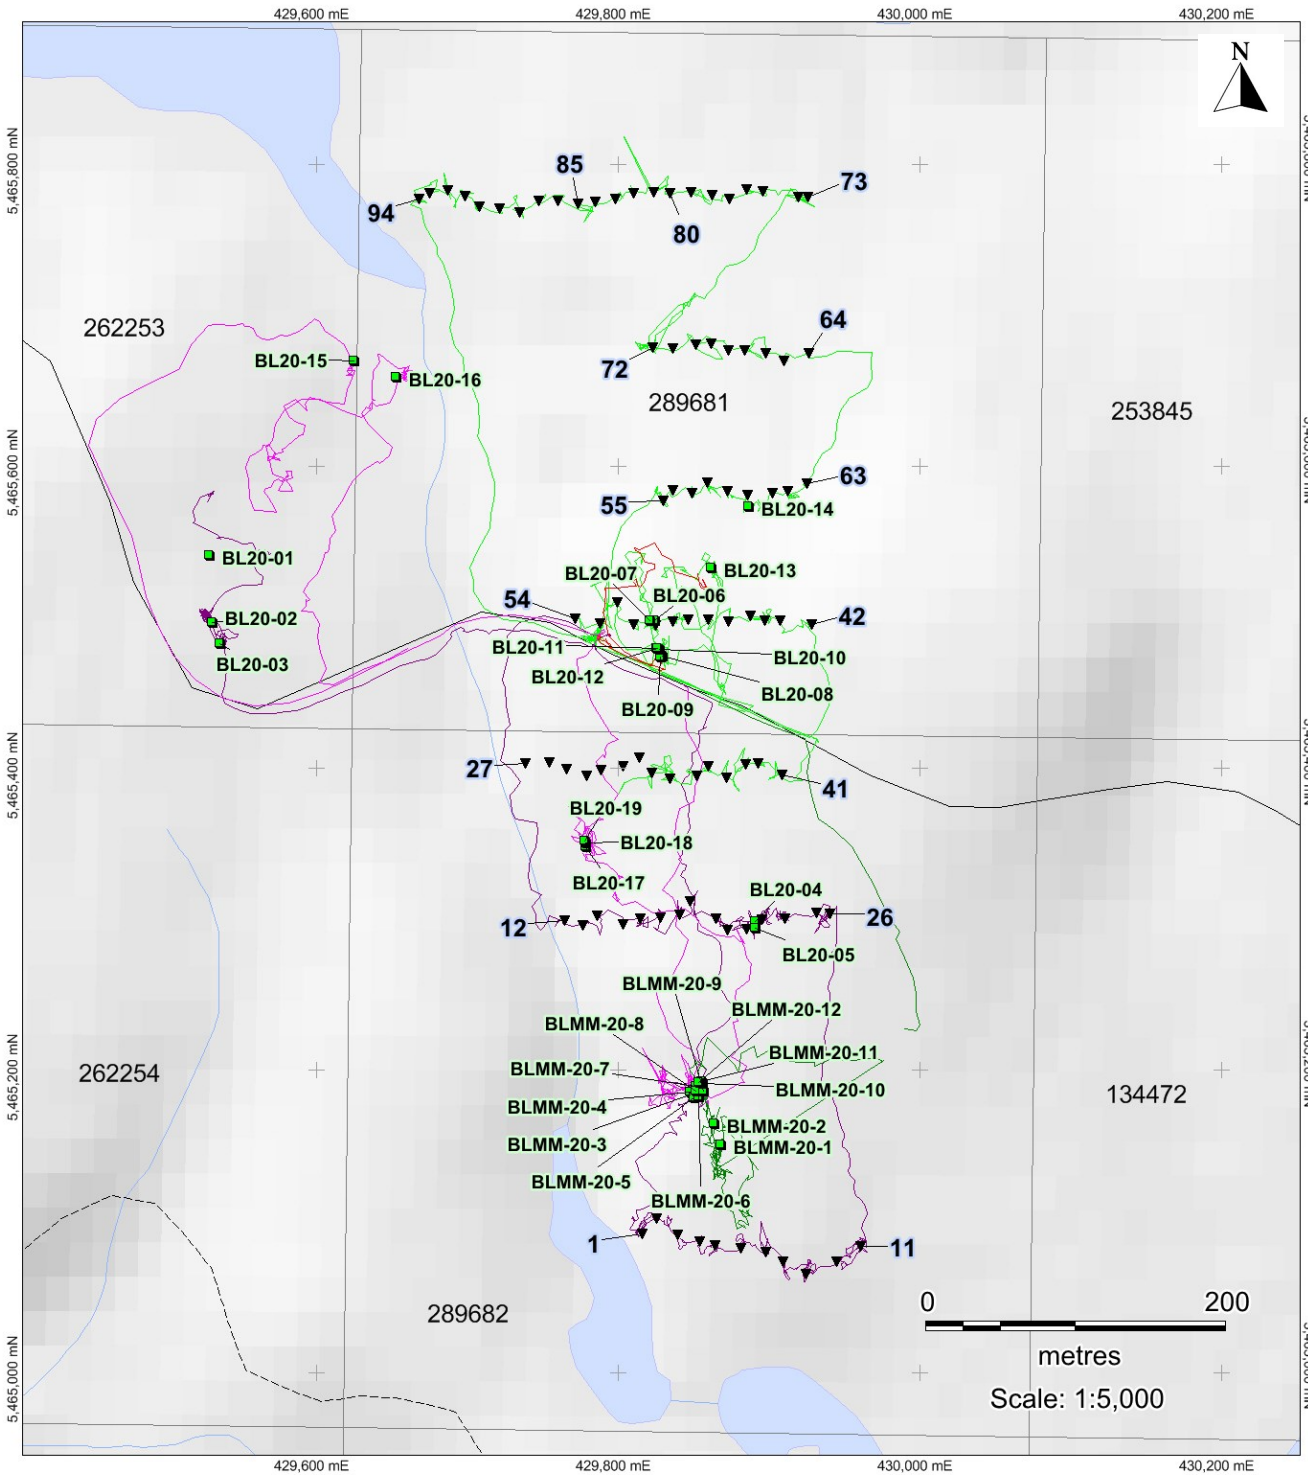 429,600 mE
429,800 mE
430,000 mE
430,200 mE
N
5,465,800 mN
85
73
94
80
262253
64
BL20-15
BL20-16
72
289681
253845
5,465,600 mN
63
55
BL20-14
BL20-01
BL20-07
BL20-13
BL20-06
54
42
BL20-02
BL20-11
BL20-10
BL20-03
BL20-12
BL20-08
BL20-09
5,465,400 mN
27
41
BL20-19
BL20-18
BL20-17
BL20-04
12
26
BL20-05
BLMM-20-9
BLMM-20-12
BLMM-20-8
BLMM-20-11
5,465,200 mN
262254
BLMM-20-7
BLMM-20-10
134472
BLMM-20-4
BLMM-20-2
BLMM-20-3
BLMM-20-1
BLMM-20-5
BLMM-20-6
1
11
289682
0 200
metres
Scale: 1:5,000
5,465,000 mN
429,600 mE
429,800 mE
430,000 mE
430,200 mE